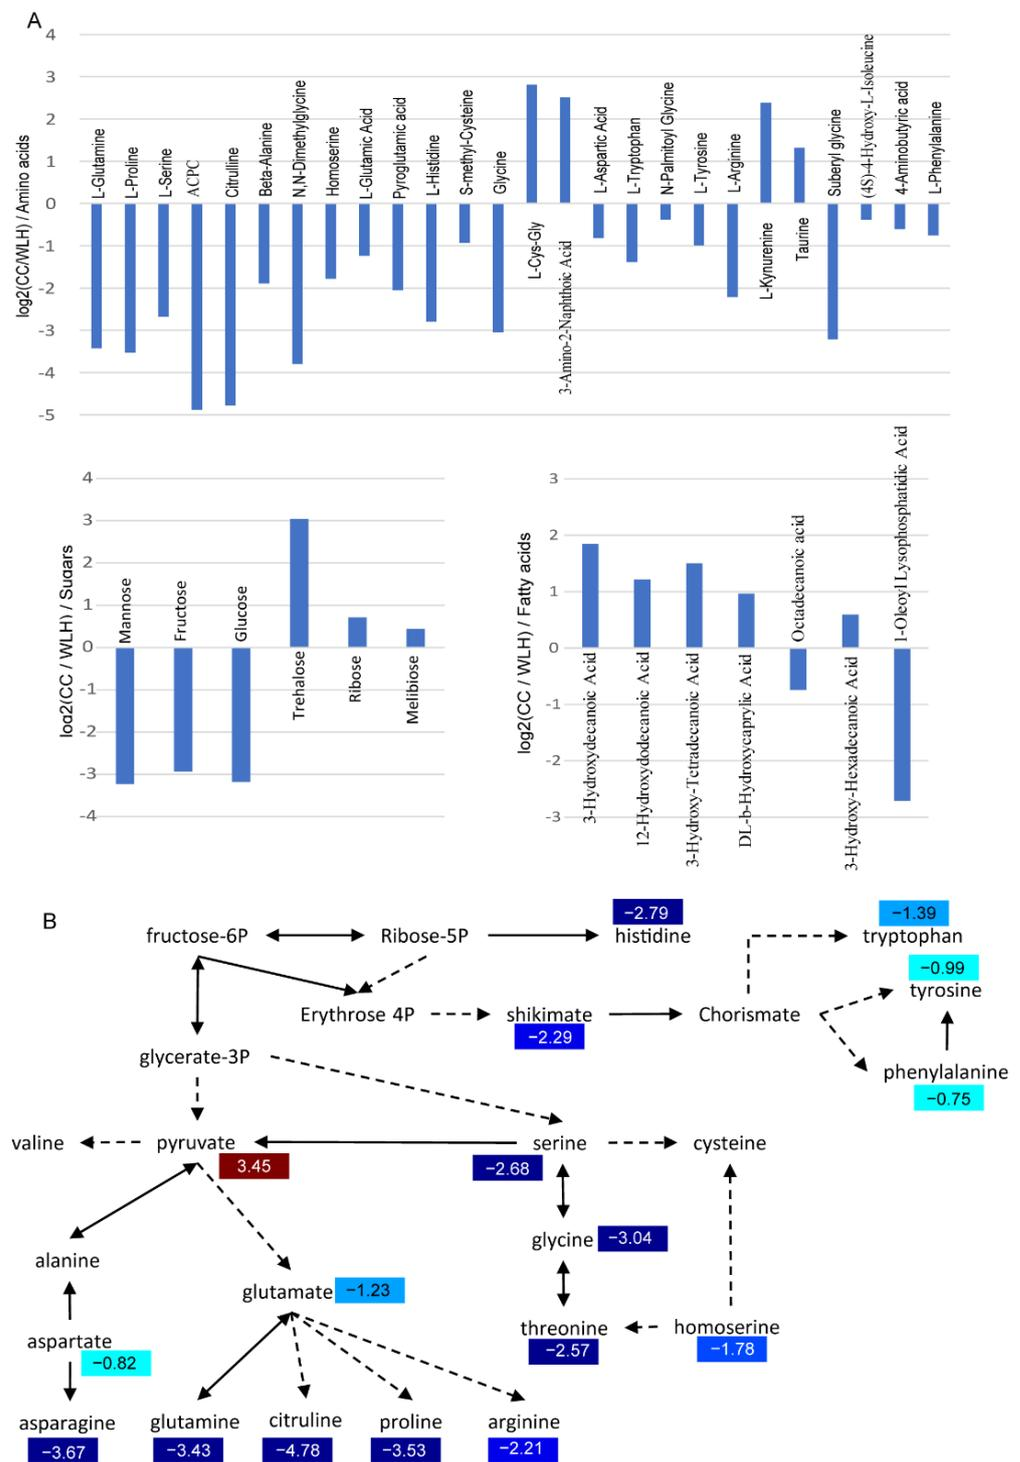 A
log2(CC/WLH) / Amino acids
4
3
2
1
0
-1
-2
-3
-4
-5
L-Glutamine
L-Proline
L-Serine
ACPC
Citrulline
Beta-Alanine
N,N-Dimethylglycine
Homoserine
L-Glutamic Acid
Pyroglutamic acid
L-Histidine
S-methyl-Cysteine
Glycine
L-Cys-Gly
3-Amino-2-Naphthoic Acid
L-Aspartic Acid
L-Tryptophan
N-Palmitoyl Glycine
L-Tyrosine
L-Arginine
L-Kynurenine
Taurine
Suberyl glycine
(4S)-4-Hydroxy-L-Isoleucine
4-Arminobutyric acid
L-Phenylalanine
log2(CC / WLH) / Sugars
4
3
2
1
0
-1
-2
-3
-4
Mannose
Fructose
Glucose
Trehalose
Ribose
Melibiose
log2(CC / WLH) / Fatty acids
3
2
1
0
-1
-2
-3
3-Hydroxydecanoic Acid
12-Hydroxydodecanoic Acid
3-Hydroxy-Tetradecanoic Acid
DL-b-Hydroxycaprylic Acid
Octadecanoic acid
3-Hydroxy-Hexadecanoic Acid
1-Oleoyl Lysophosphatidic Acid
B
−2.79
−1.39
fructose-6P
Ribose-5P
histidine
tryptophan
−0.99
tyrosine
Erythrose 4P
shikimate
Chorismate
−2.29
glycerate-3P
phenylalanine
−0.75
valine
pyruvate
serine
cysteine
3.45
−2.68
glycine
−3.04
alanine
glutamate
−1.23
threonine
homoserine
−2.57
−1.78
aspartate
−0.82
asparagine
glutamine
citruline
proline
arginine
−3.67
−3.43
−4.78
−3.53
−2.21